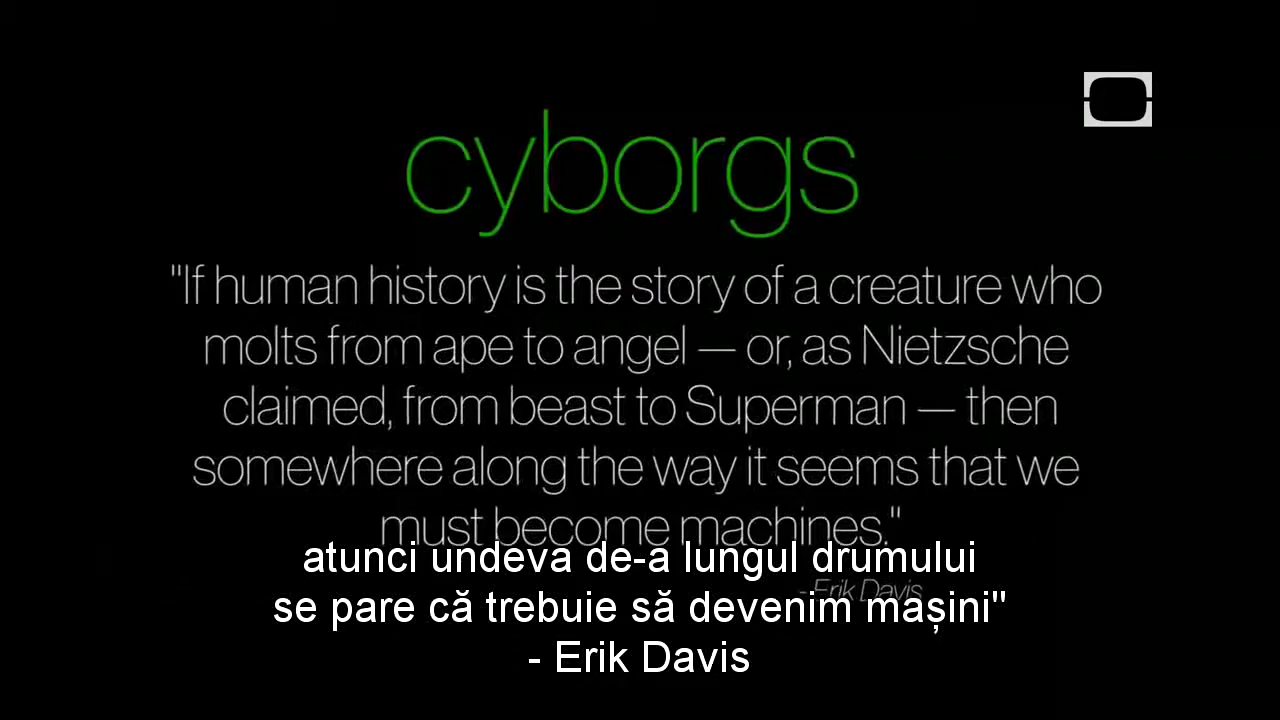 cyborgs
"If human history is the story of a creature who
molts from ape to angel — or, as Nietzsche
claimed, from beast to Superman — then
somewhere along the way it seems that we
must become machines."
- Erik Davis
atunci undeva de-a lungul drumului
se pare că trebuie să devenim mașini"
- Erik Davis